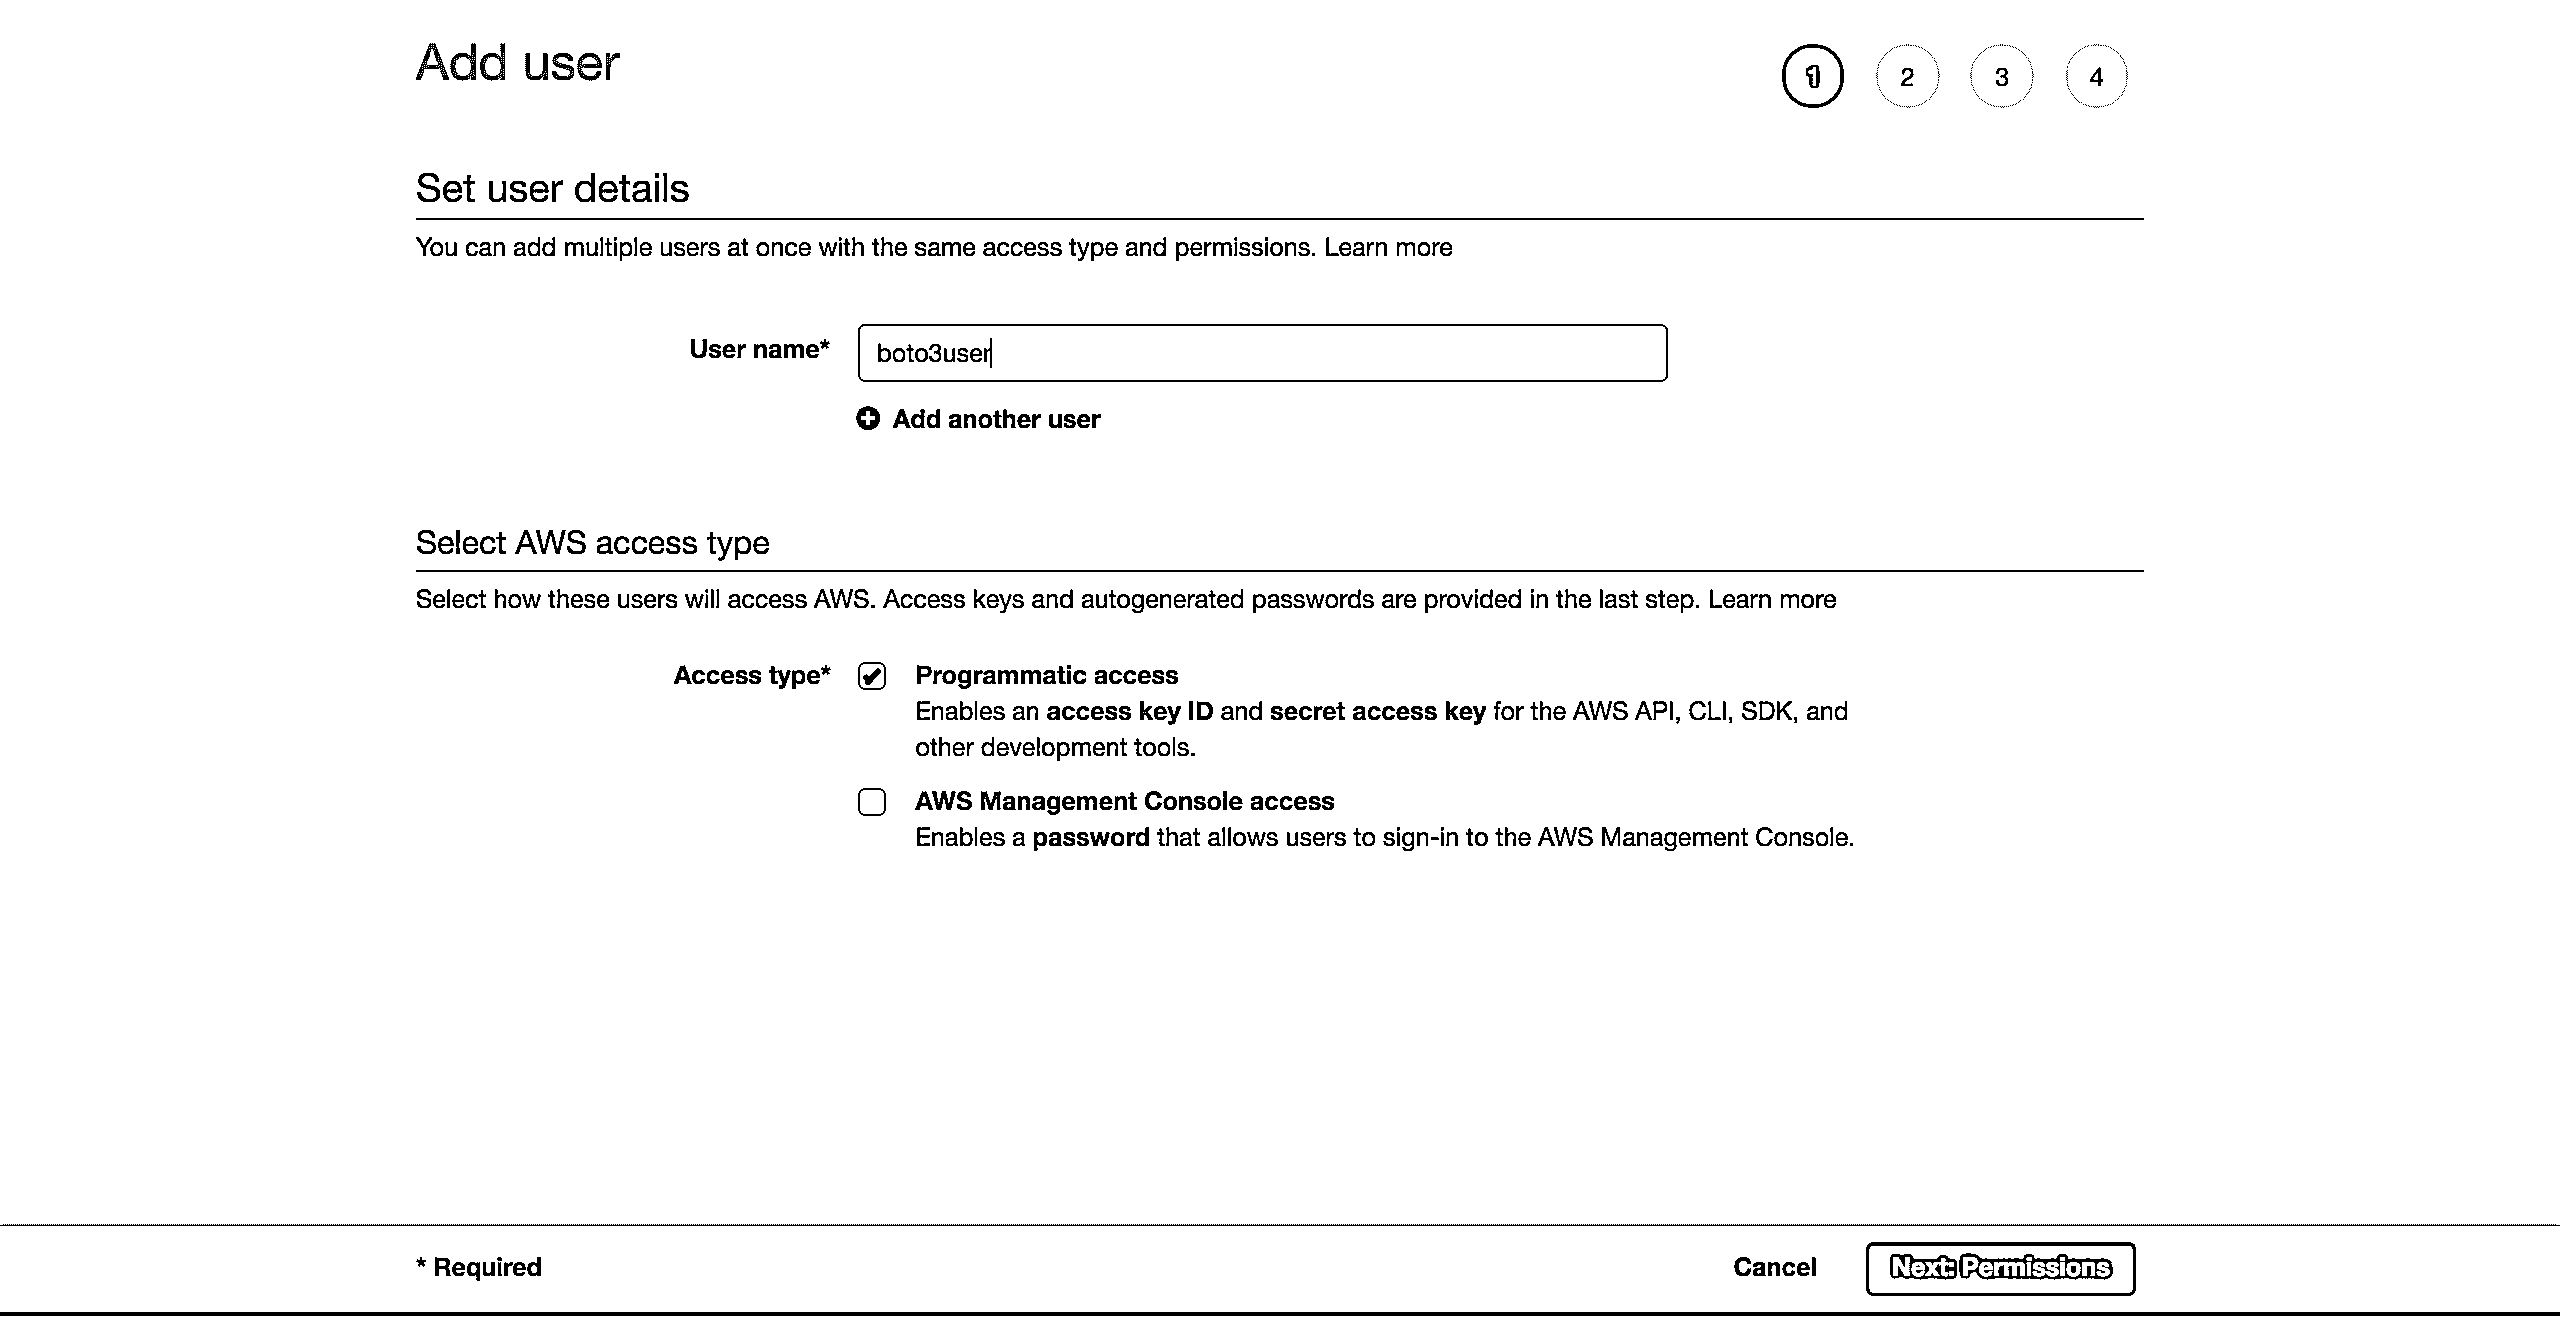 Add user
1 2 3 4
Set user details
You can add multiple users at once with the same access type and permissions. Learn more
User name* boto3user
Add another user
Select AWS access type
Select how these users will access AWS. Access keys and autogenerated passwords are provided in the last step. Learn more
Access type* Programmatic access
Enables an access key ID and secret access key for the AWS API, CLI, SDK, and
other development tools.
AWS Management Console access
Enables a password that allows users to sign-in to the AWS Management Console.
* Required
Cancel Next: Permissions